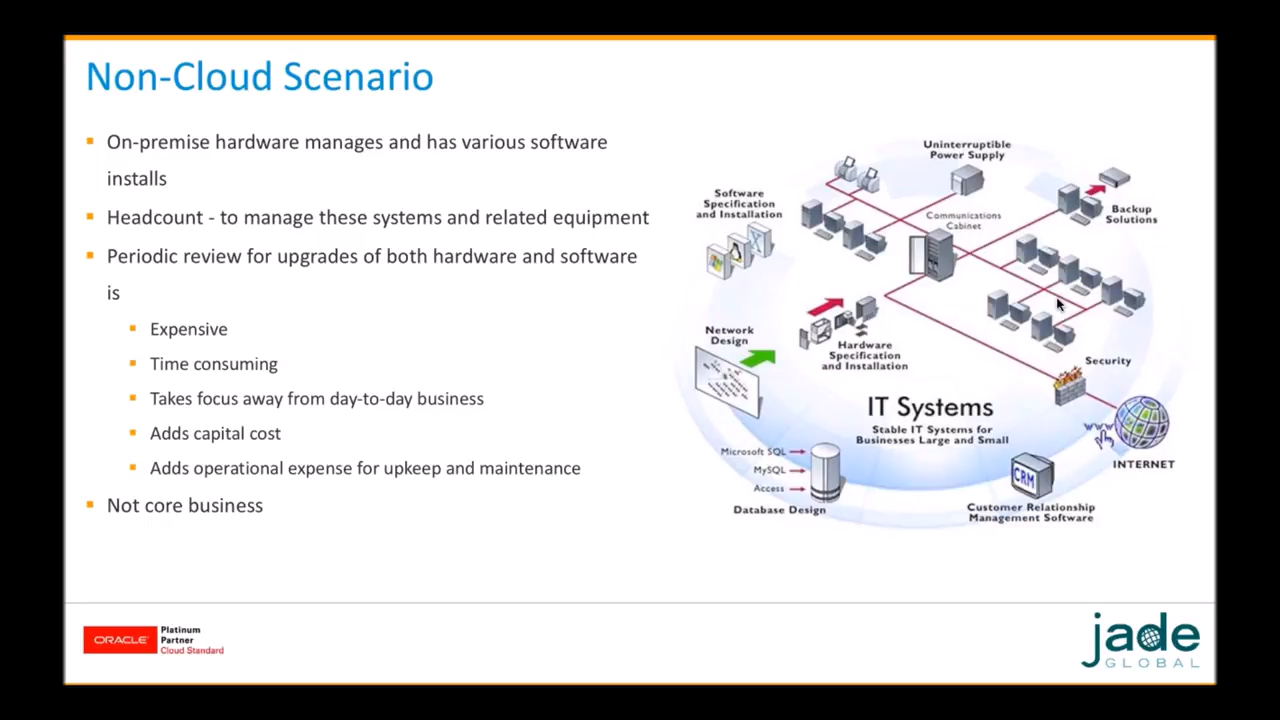 Non-Cloud Scenario
On-premise hardware manages and has various software
installs
Headcount - to manage these systems and related equipment
Periodic review for upgrades of both hardware and software
is
Expensive
Time consuming
Takes focus away from day-to-day business
Adds capital cost
Adds operational expense for upkeep and maintenance
Not core business
Uninterruptible
Power Supply
Software
Specification
and Installation
Communications
Cabinet
Backup
Solutions
Network
Design
Hardware
Specification
and Installation
Security
IT Systems
Stable IT Systems for
Businesses Large and Small
www
INTERNET
Microsoft SQL
MySQL
Access
Database Design
CRM
Customer Relationship
Management Software
ORACLE
Platinum
Partner
Cloud Standard
jade
GLOBAL